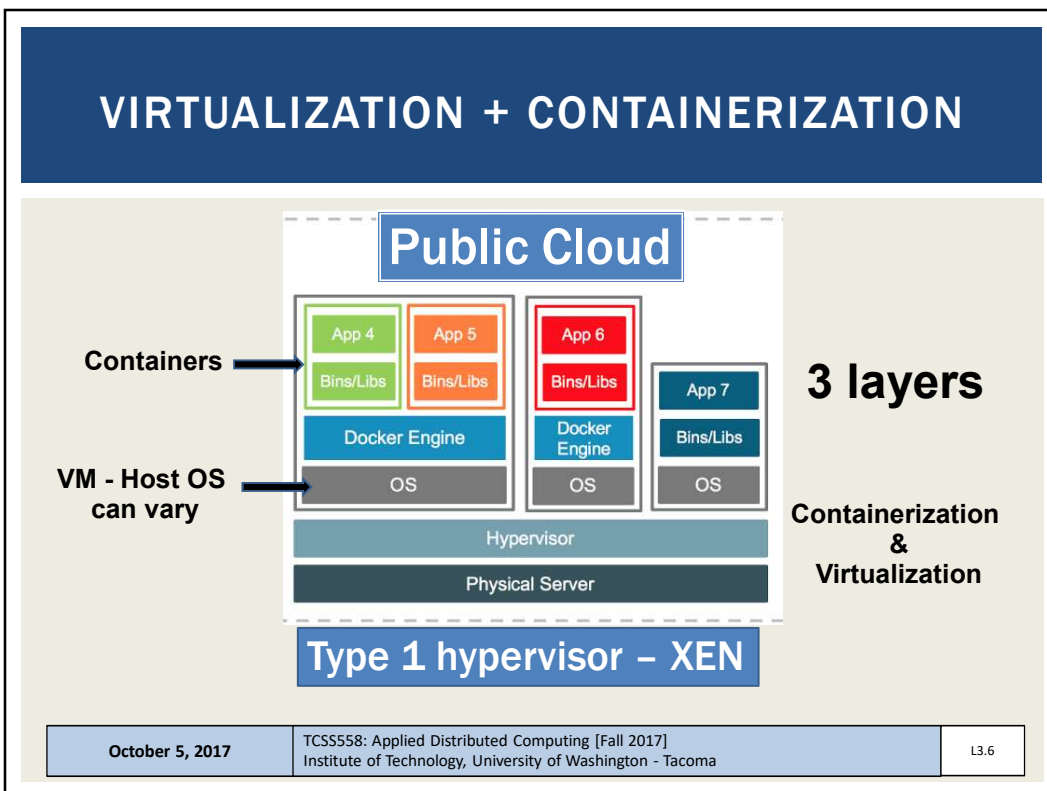 VIRTUALIZATION + CONTAINERIZATION
Public Cloud
Containers
App 4
App 5
App 6
Bins/Libs
Bins/Libs
Bins/Libs
App 7
3 layers
Docker Engine
Docker
Engine
Bins/Libs
VM - Host OS
can vary
OS
OS
OS
Containerization
&
Virtualization
Hypervisor
Physical Server
Type 1 hypervisor – XEN
October 5, 2017
TCSS558: Applied Distributed Computing [Fall 2017]
Institute of Technology, University of Washington - Tacoma
L3.6